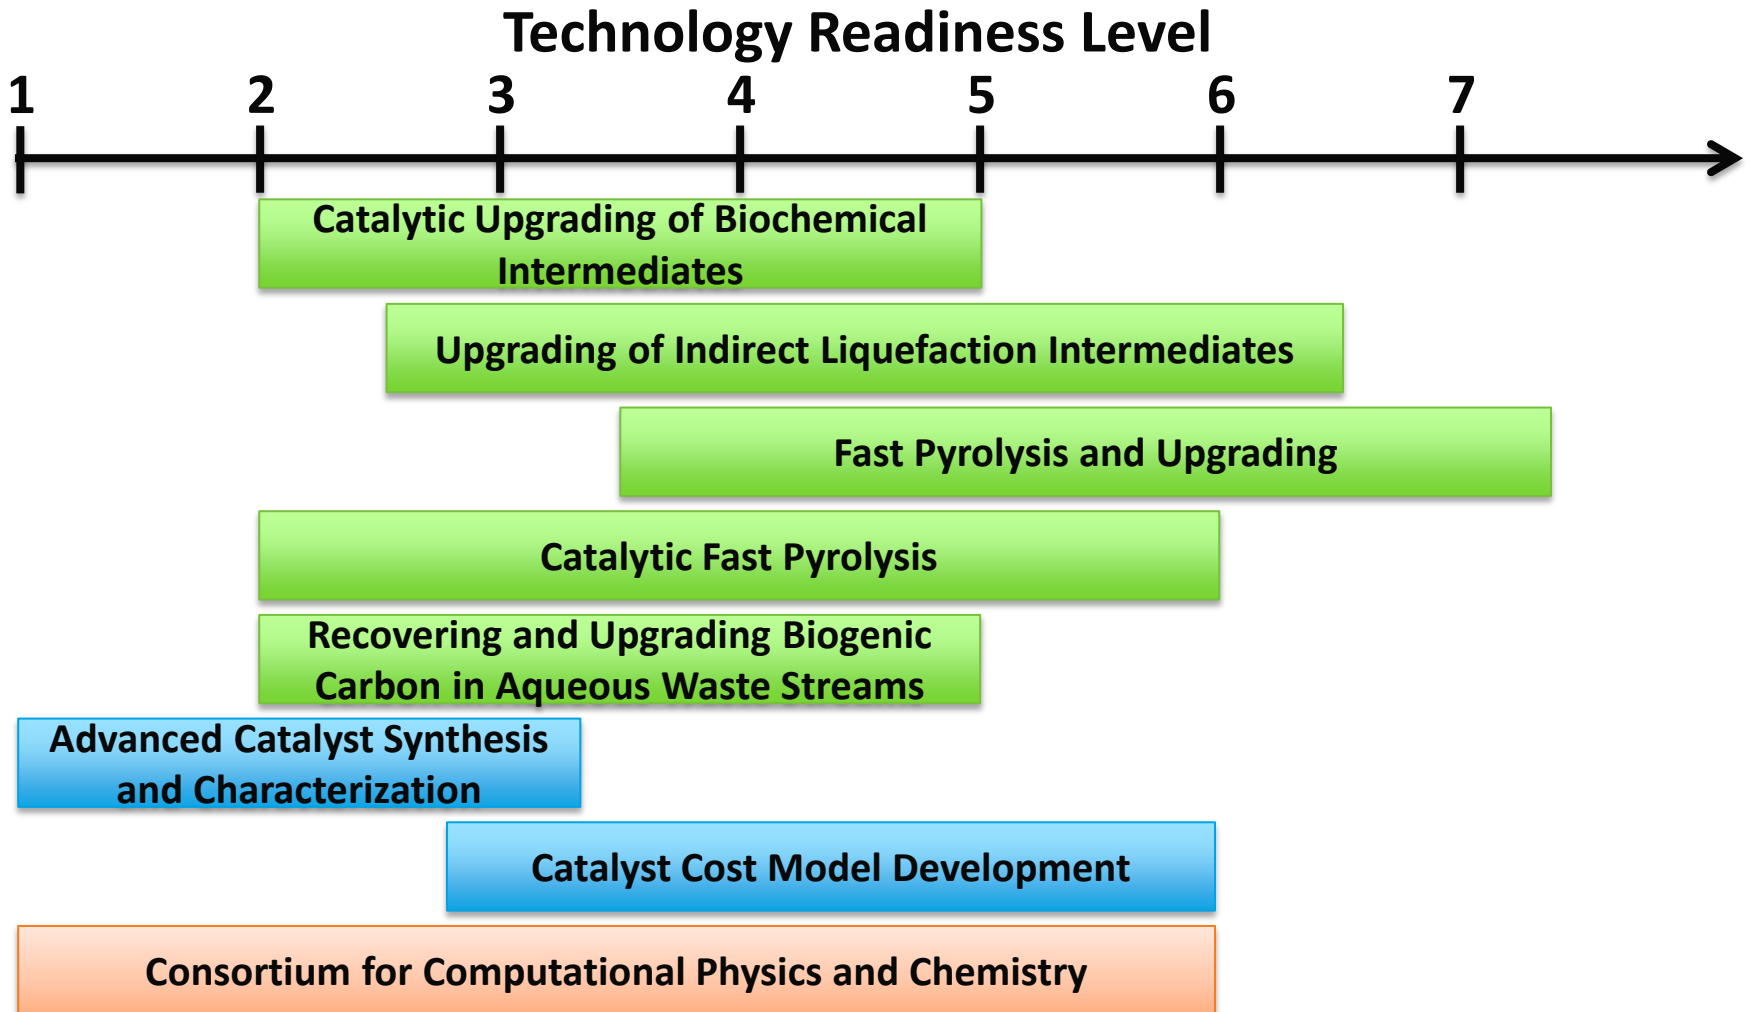 Technology Readiness Level
1 2 3 4 5 6 7
Catalytic Upgrading of Biochemical
Intermediates
Upgrading of Indirect Liquefaction Intermediates
Fast Pyrolysis and Upgrading
Catalytic Fast Pyrolysis
Recovering and Upgrading Biogenic
Carbon in Aqueous Waste Streams
Advanced Catalyst Synthesis
and Characterization
Catalyst Cost Model Development
Consortium for Computational Physics and Chemistry